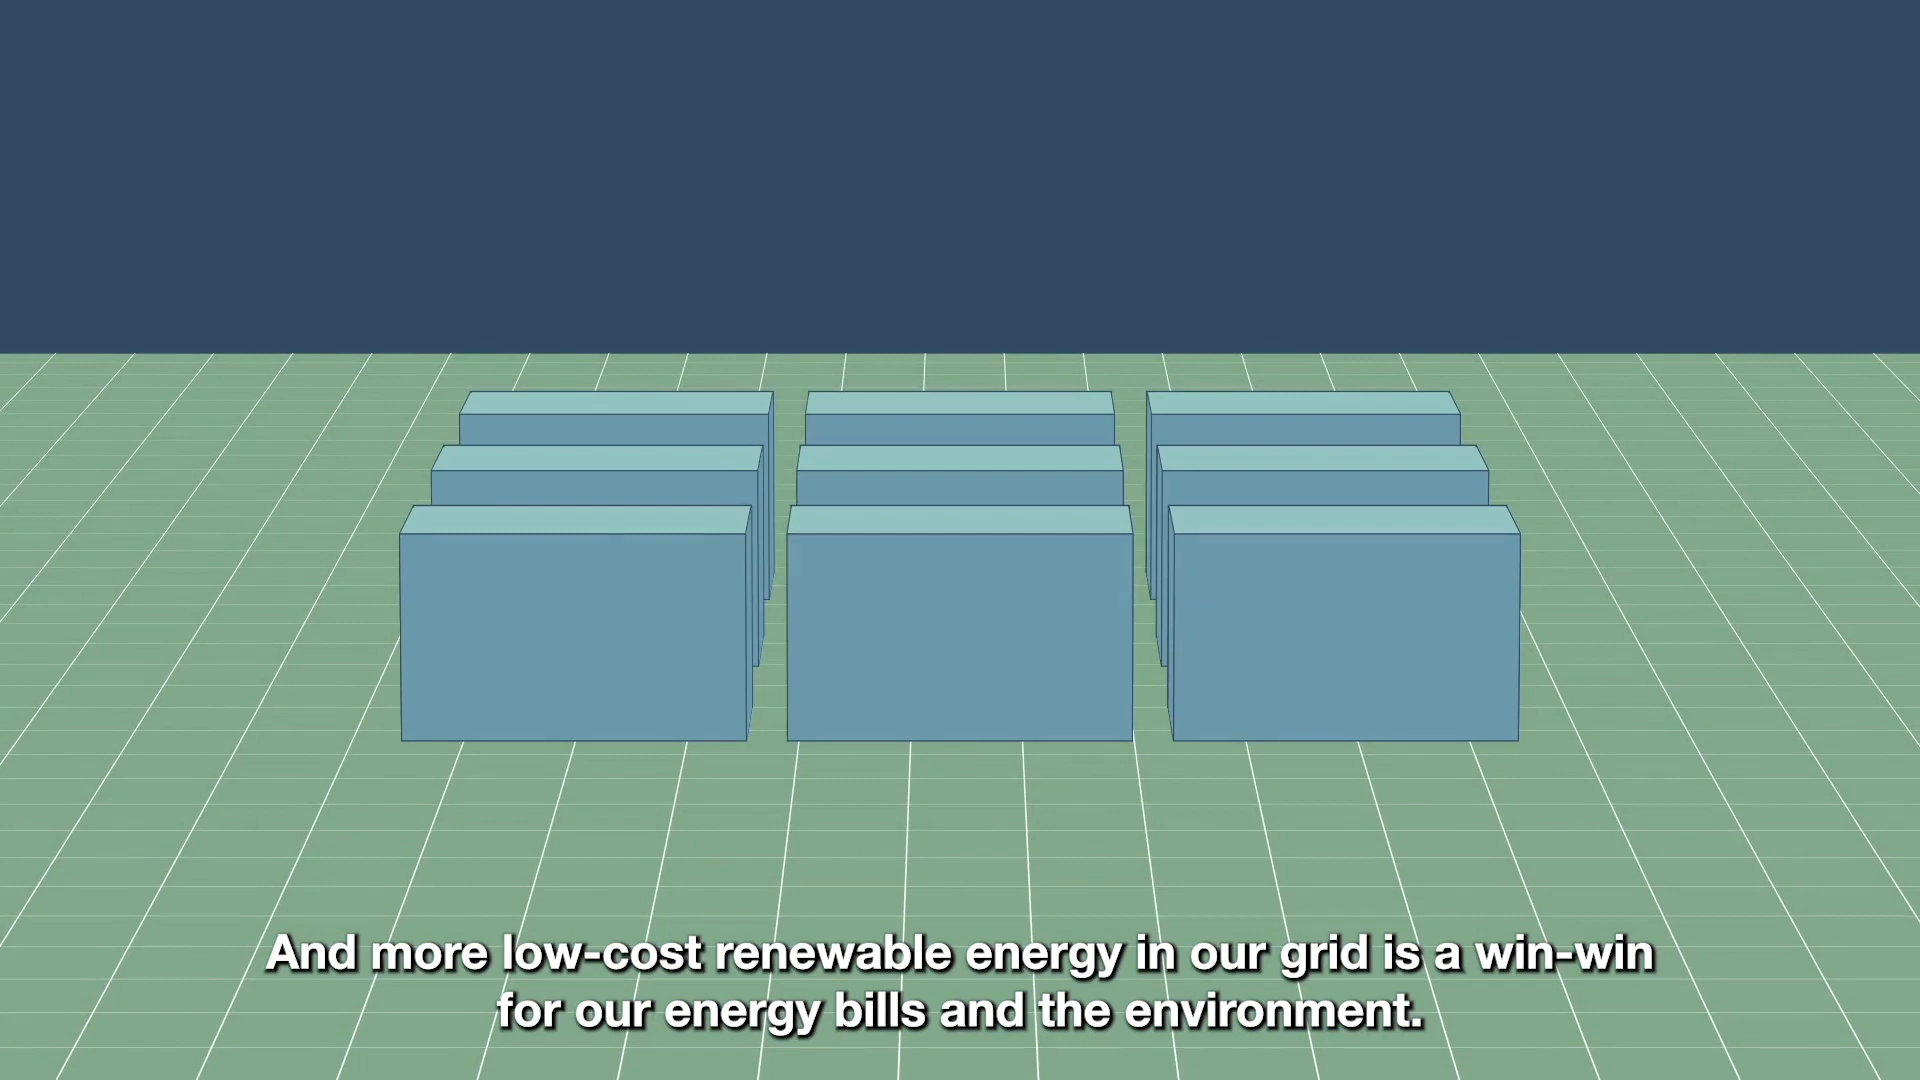 And more low-cost renewable energy in our grid is a win-win
for our energy bills and the environment.